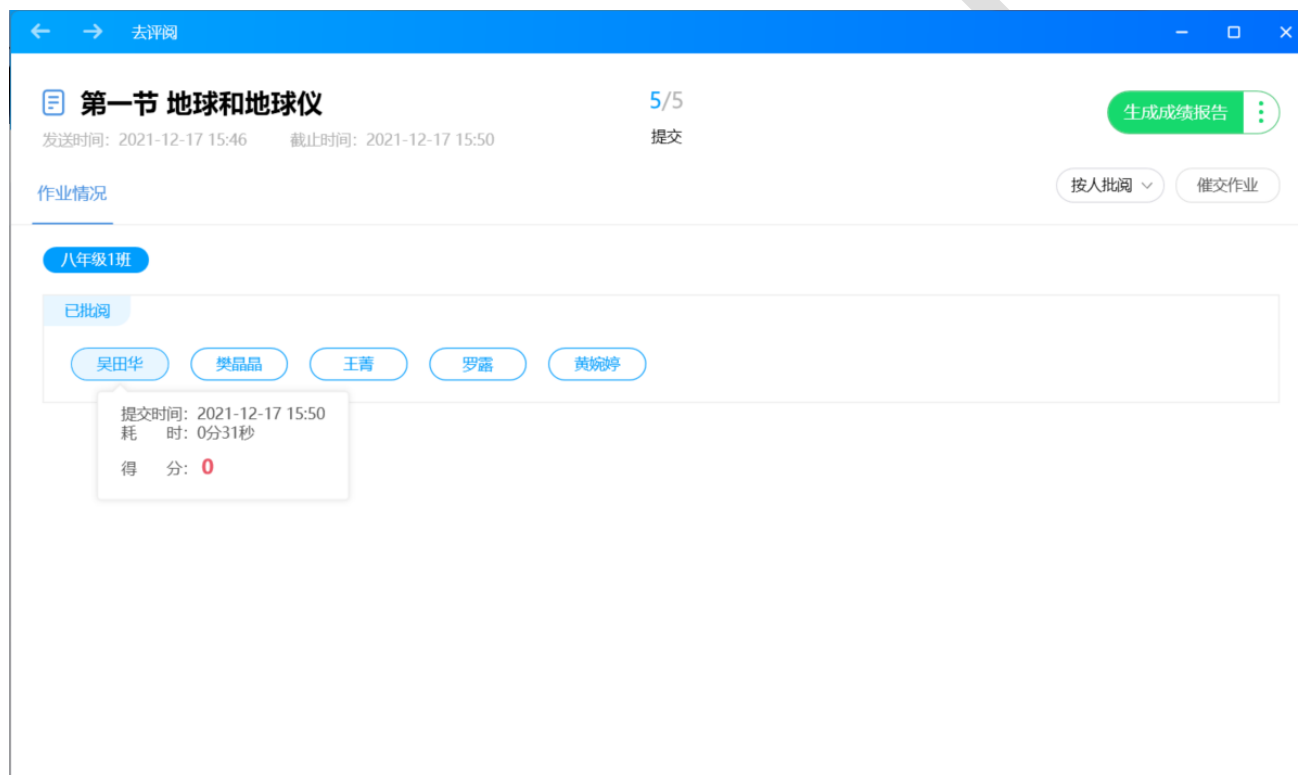 去评阅
第一节 地球和地球仪
5/5
生成成绩报告
发送时间：2021-12-17 15:46 截止时间：2021-12-17 15:50
提交
作业情况
按人批阅
催交作业
八年级1班
已批阅
吴田华 樊晶晶 王菁 罗露 黄婉婷
提交时间：2021-12-17 15:50
耗 时：0分31秒
得 分：0